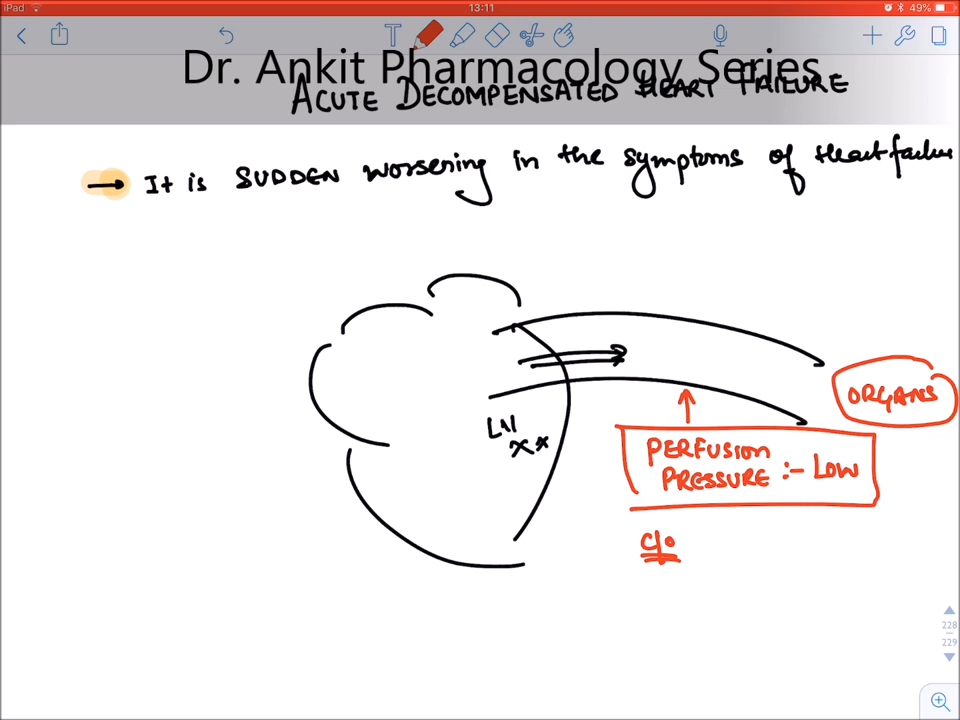 iPad
13:11
49%
Dr. Ankit Pharmacology Series
ACUTE DECOMPENSATED HEART FAILURE
It is SUDDEN worsering in the symptoms of Heart failure
ORGANS
LV
PERFUSION
PRESSURE :- LOW
C/o
228
229